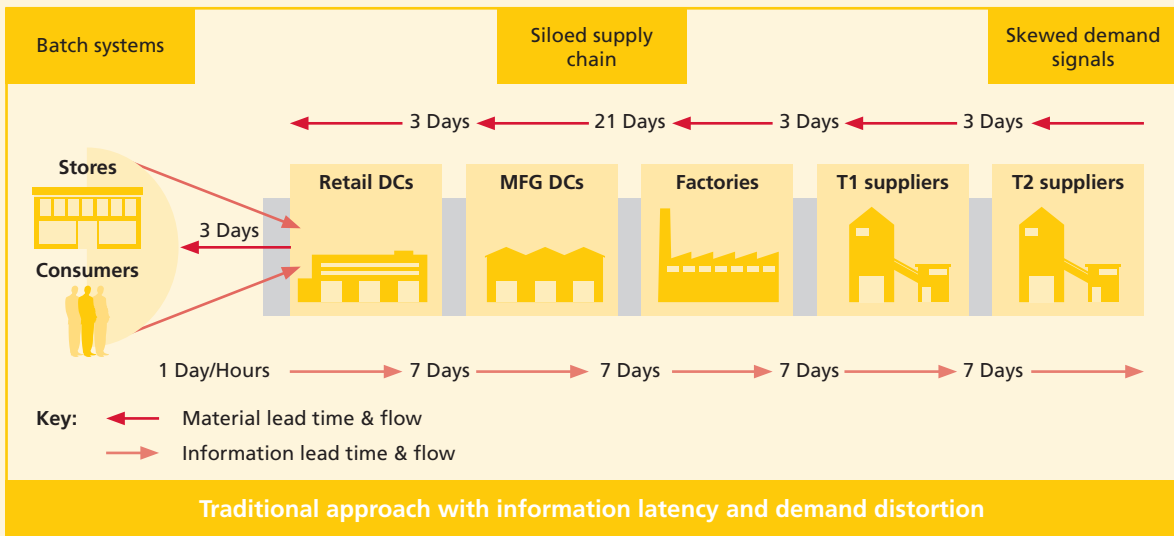 Batch systems
Siloed supply
chain
Skewed demand
signals
3 Days
21 Days
3 Days
3 Days
Stores
Retail DCs
MFG DCs
Factories
T1 suppliers
T2 suppliers
3 Days
Consumers
1 Day/Hours
7 Days
7 Days
7 Days
7 Days
Key:
Material lead time & flow
Information lead time & flow
Traditional approach with information latency and demand distortion